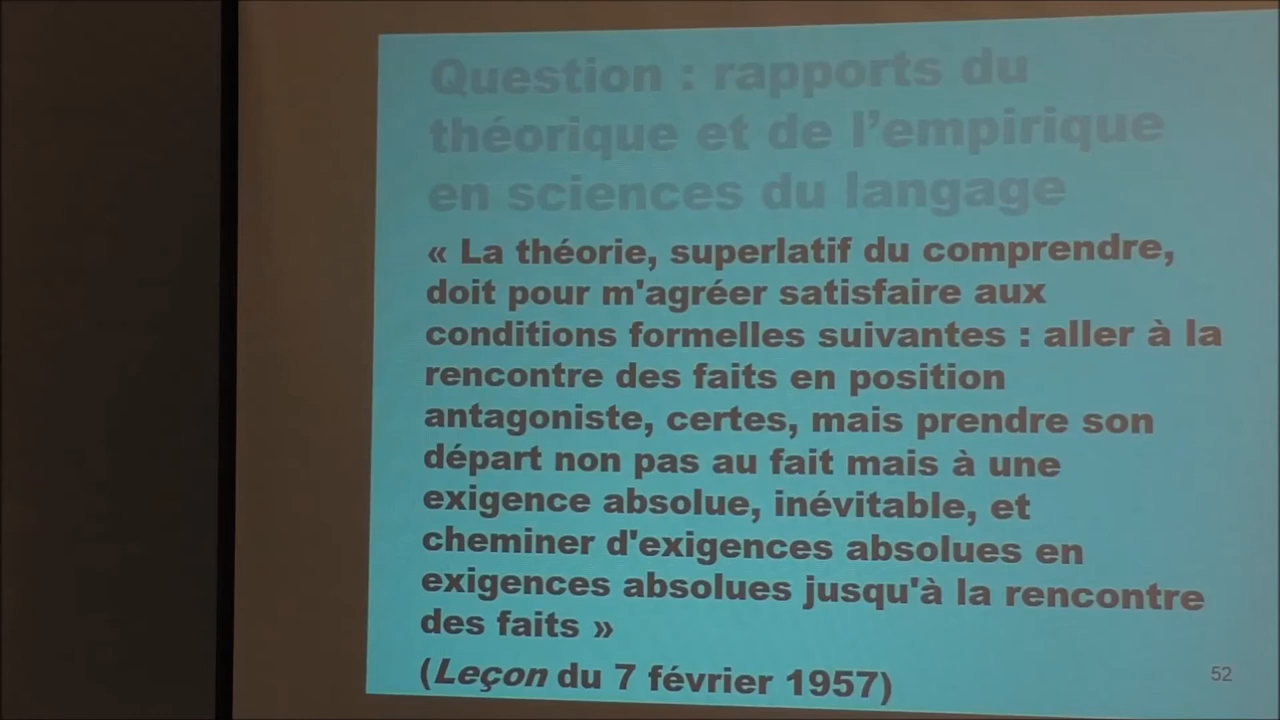 Question : rapports du
théorique et de l'empirique
en sciences du langage
« La théorie, superlatif du comprendre,
doit pour m'agréer satisfaire aux
conditions formelles suivantes : aller à la
rencontre des faits en position
antagoniste, certes, mais prendre son
départ non pas au fait mais à une
exigence absolue, inévitable, et
cheminer d'exigences absolues en
exigences absolues jusqu'à la rencontre
des faits »
(Leçon du 7 février 1957)
52